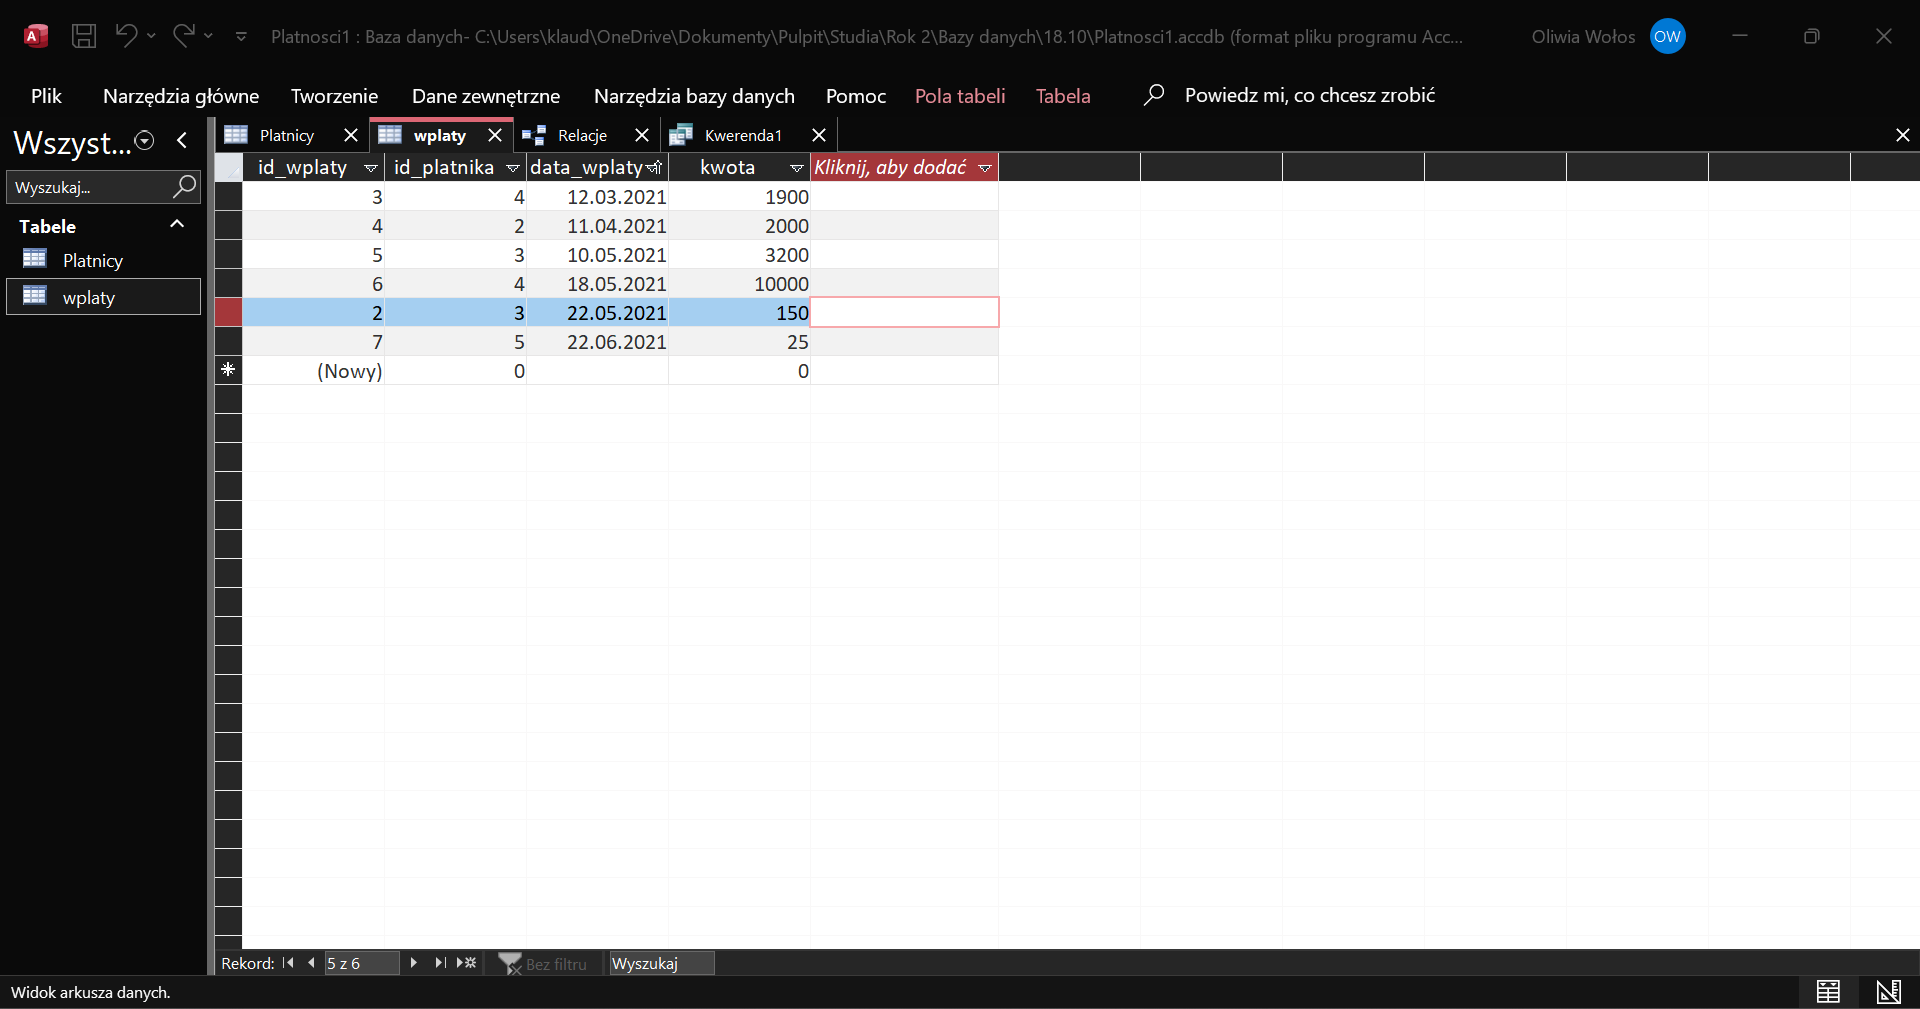 Platnosci1 : Baza danych- C:\Users\klaud\OneDrive\Dokumenty\Pulpit\Studia\Rok 2\Bazy danych\18.10\Platnosci1.accdb (format pliku programu Acc... Oliwia Wołos OW
Plik Narzędzia główne Tworzenie Dane zewnętrzne Narzędzia bazy danych Pomoc Pola tabeli Tabela Powiedz mi, co chcesz zrobić
Wszyst...
Wyszukaj...
Tabele
Platnicy
wplaty
Platnicy wplaty Relacje Kwerenda1
id_wplaty id_platnika data_wplaty kwota Kliknij, aby dodać
3 4 12.03.2021 1900
4 2 11.04.2021 2000
5 3 10.05.2021 3200
6 4 18.05.2021 10000
2 3 22.05.2021 150
7 5 22.06.2021 25
(Nowy) 0 0
Rekord: 5 z 6 Bez filtru Wyszukaj
Widok arkusza danych.